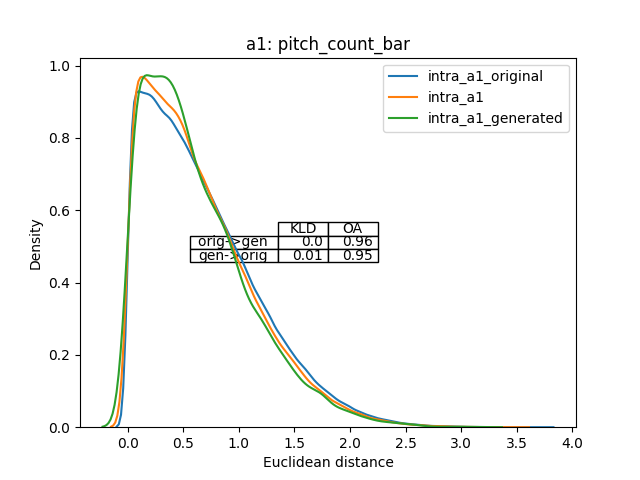 a1: pitch_count_bar
intra_a1_original
intra_a1
intra_a1_generated
1.0
0.8
0.6
0.4
0.2
0.0
Density
KLD OA
orig->gen 0.0 0.96
gen->orig 0.01 0.95
0.0 0.5 1.0 1.5 2.0 2.5 3.0 3.5 4.0
Euclidean distance